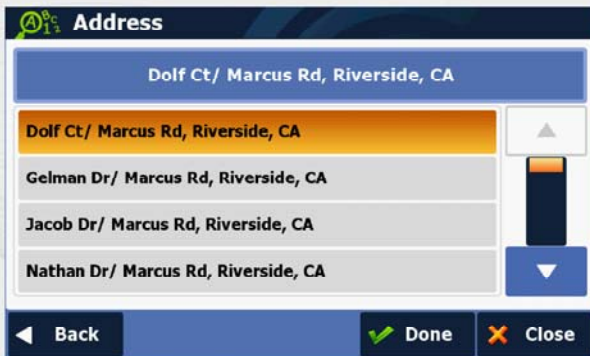 Address
Dolf Ct/ Marcus Rd, Riverside, CA
Dolf Ct/ Marcus Rd, Riverside, CA
Gelman Dr/ Marcus Rd, Riverside, CA
Jacob Dr/ Marcus Rd, Riverside, CA
Nathan Dr/ Marcus Rd, Riverside, CA
Back Done Close